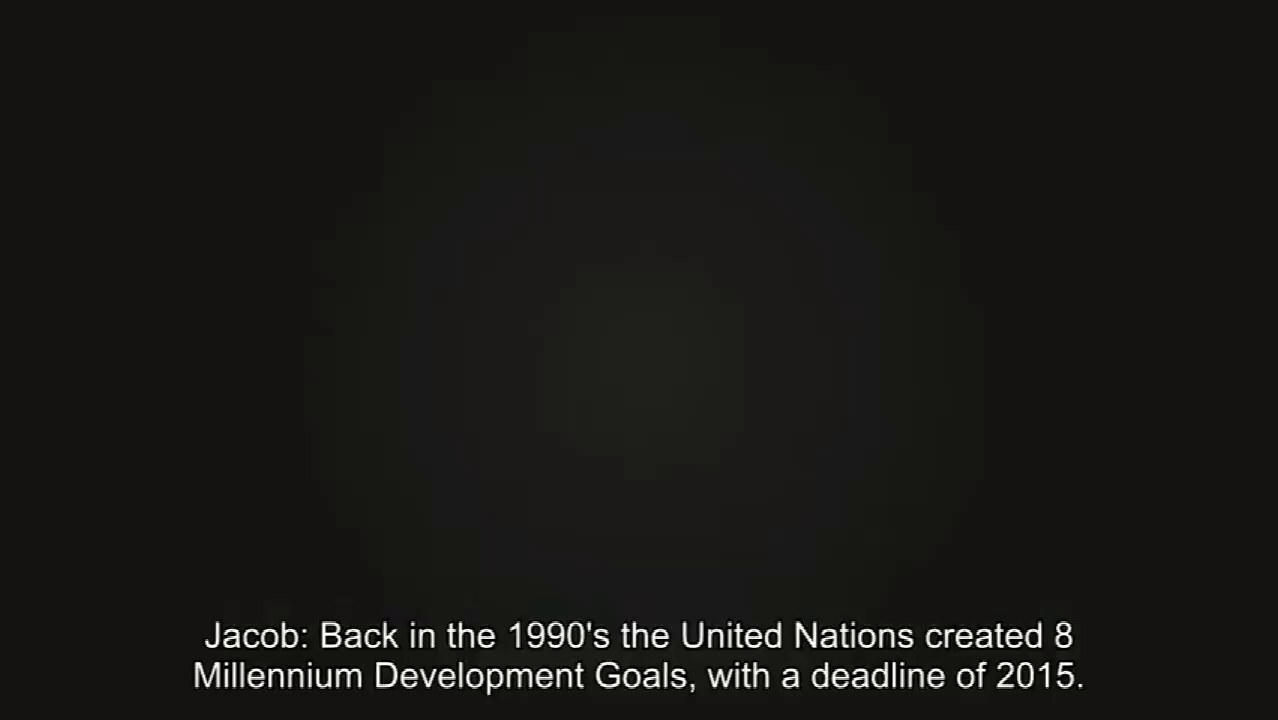 Jacob: Back in the 1990's the United Nations created 8
Millennium Development Goals, with a deadline of 2015.